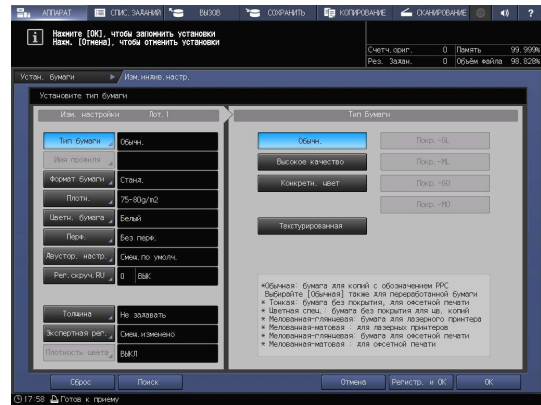 АППАРАТ
СПИС. ЗАДАНИЙ
ВЫЗОВ
СОХРАНИТЬ
КОПИРОВАНИЕ
СКАНИРОВАНИЕ
?
Нажмите [OK], чтобы запомнить установки
Нажм. [Отмена], чтобы отменить установки
Счетч.ориг. 0 Память 99.999%
Рез. Задан. 0 Объём файла 98.828%
Устан. бумаги Изм.индив.настр.
Установите тип бумаги
Изм. настройки Лот.1
Тип бумаги
Тип бумаги Обычн.
Имя профиля
Формат бумаги Станд.
Плотн. 75-80g/m2
Цветн. бумага Белый
Перф. Без перф.
Двустор. настр. Смещ.по умолч.
Рег.скруч.RU 0 ВЫК
Толщина Не задавать
Экспертная рег. Смещ.изменено
Плотность цвета ВЫКЛ
Обычн.
Высокое качество
Конкретн. цвет
Текстурированная
Покр.-GL
Покр.-ML
Покр.-GO
Покр.-MO
*Обычная: бумага для копий с обозначением PPC
Выбирайте [Обычная] также для переработанной бумаги
* Тонкая: бумага без покрытия, для офсетной печати
* Цветная спец.: бумага без покрытия для цв. копий
* Мелованная-глянцевая: бумага для лазерного принтера
* Мелованная-матовая : для лазерных принтеров
* Мелованная-глянцевая: бумага для офсетной печати
* Мелованная-матовая : для офсетной печати
Сброс
Поиск
Отмена
Регистр. и OK
OK
17:58 Готов к приему